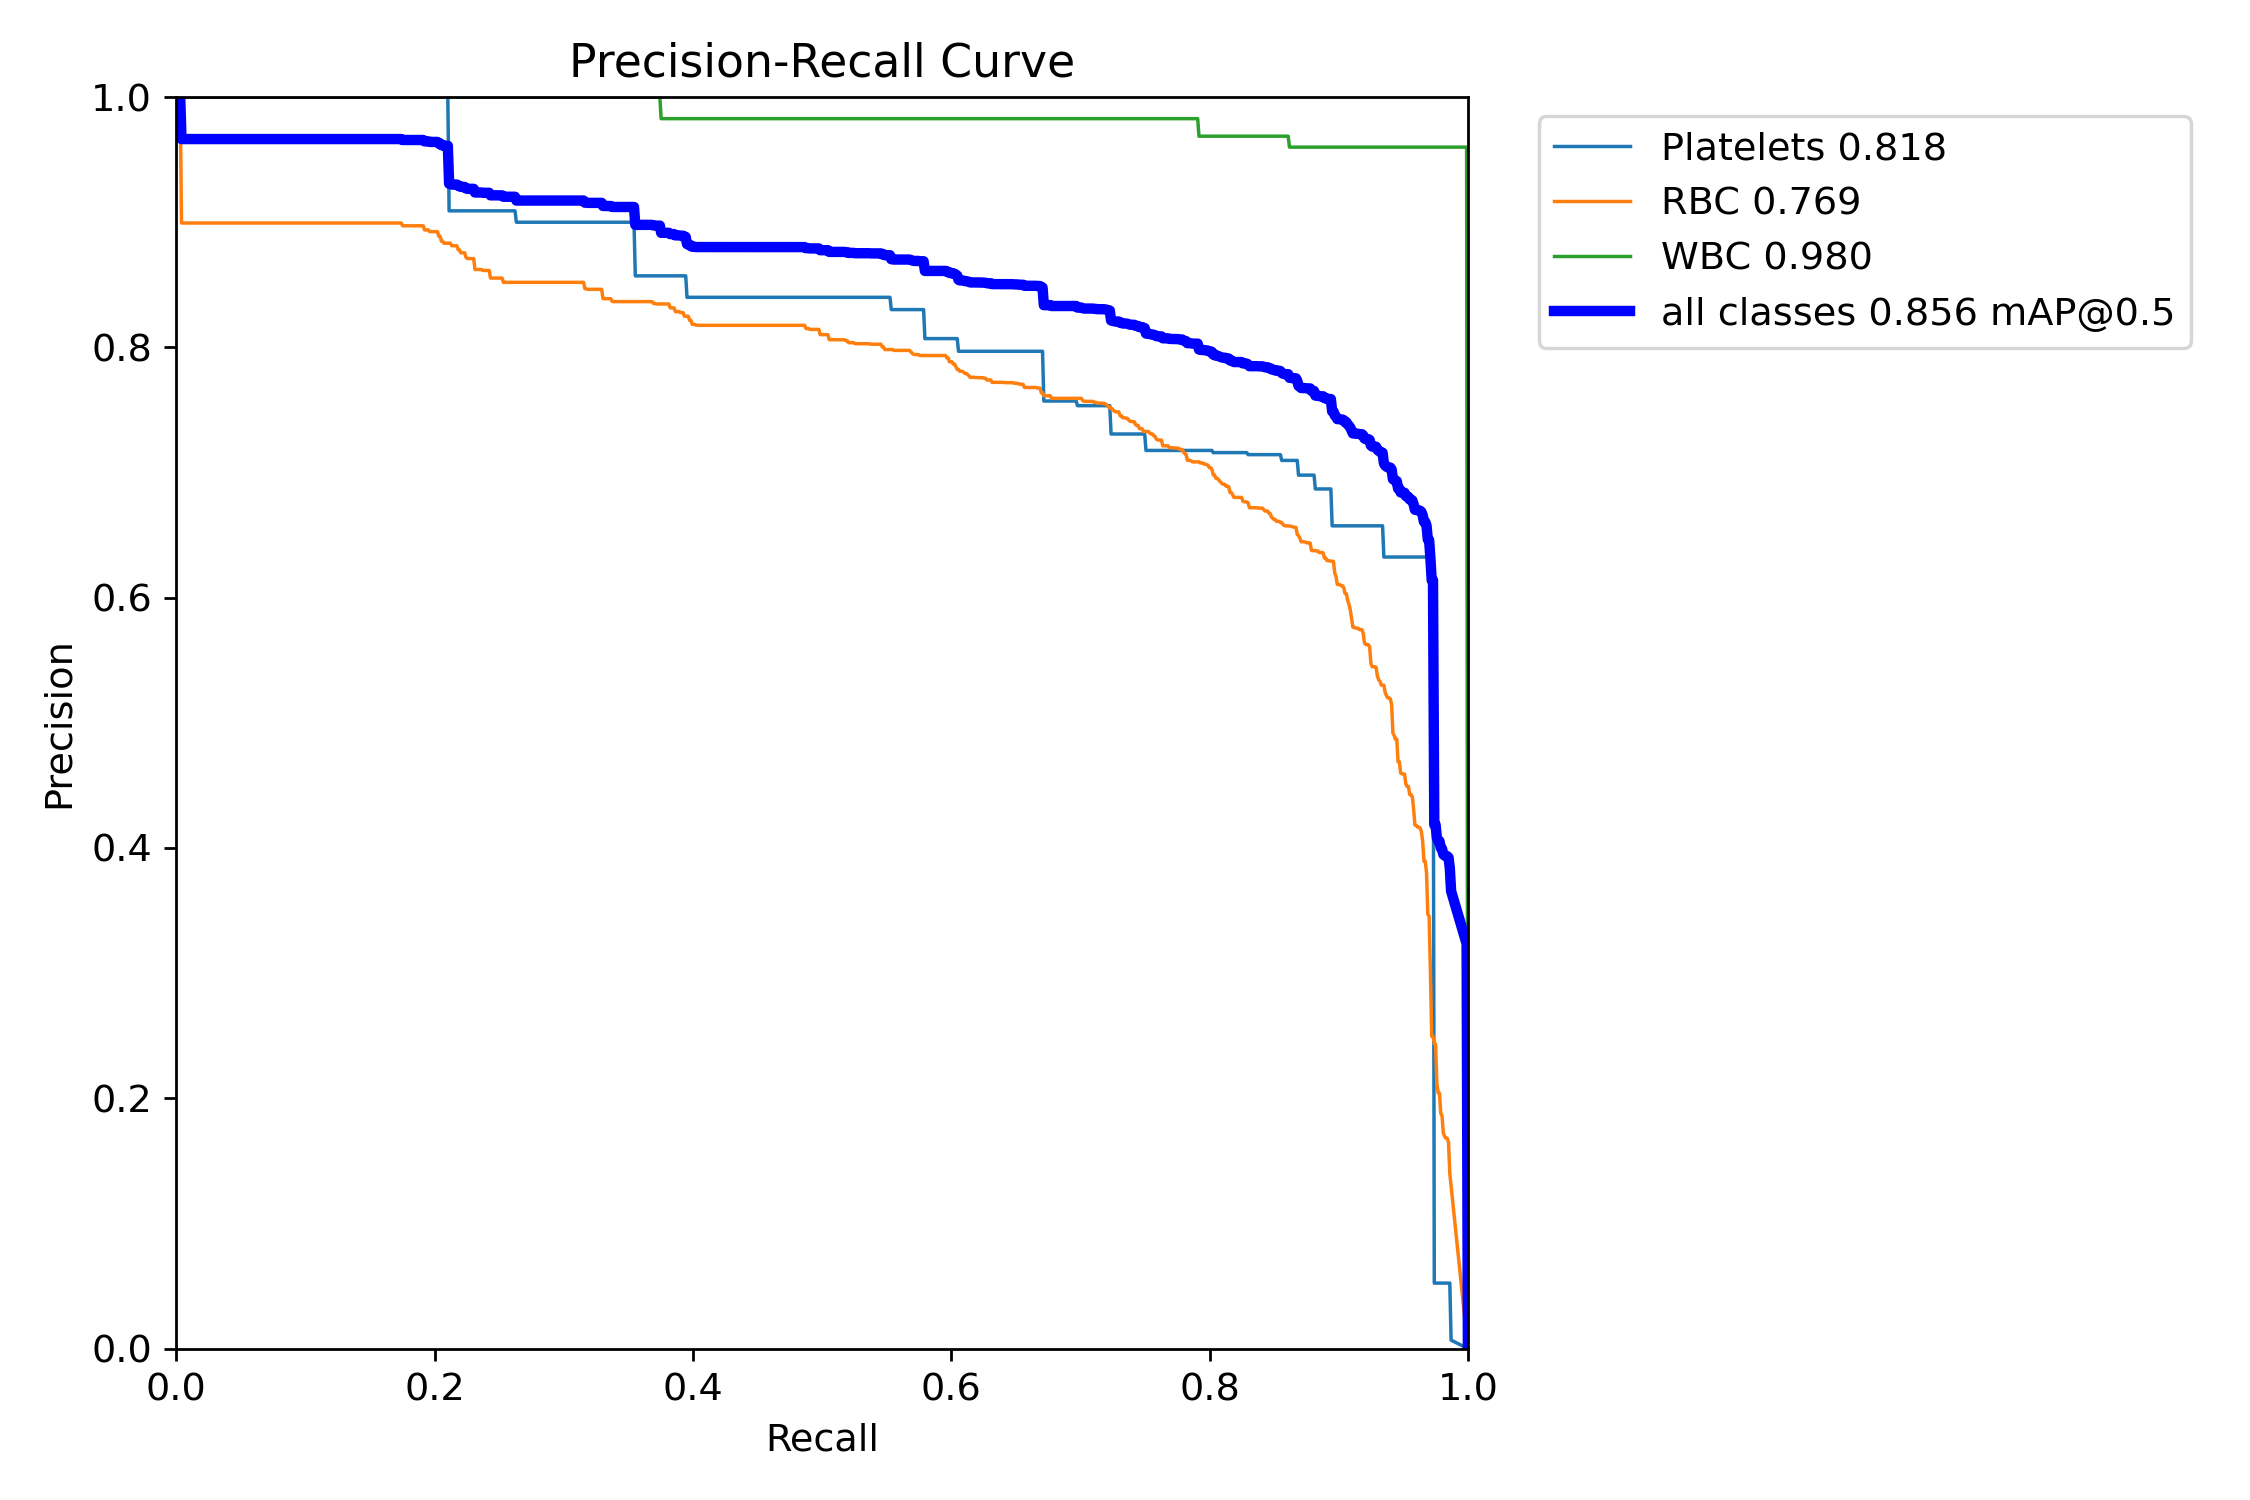 Precision-Recall Curve
1.0
0.8
0.6
0.4
0.2
0.0
Precision
0.0 0.2 0.4 0.6 0.8 1.0
Recall
Platelets 0.818
RBC 0.769
WBC 0.980
all classes 0.856 mAP@0.5